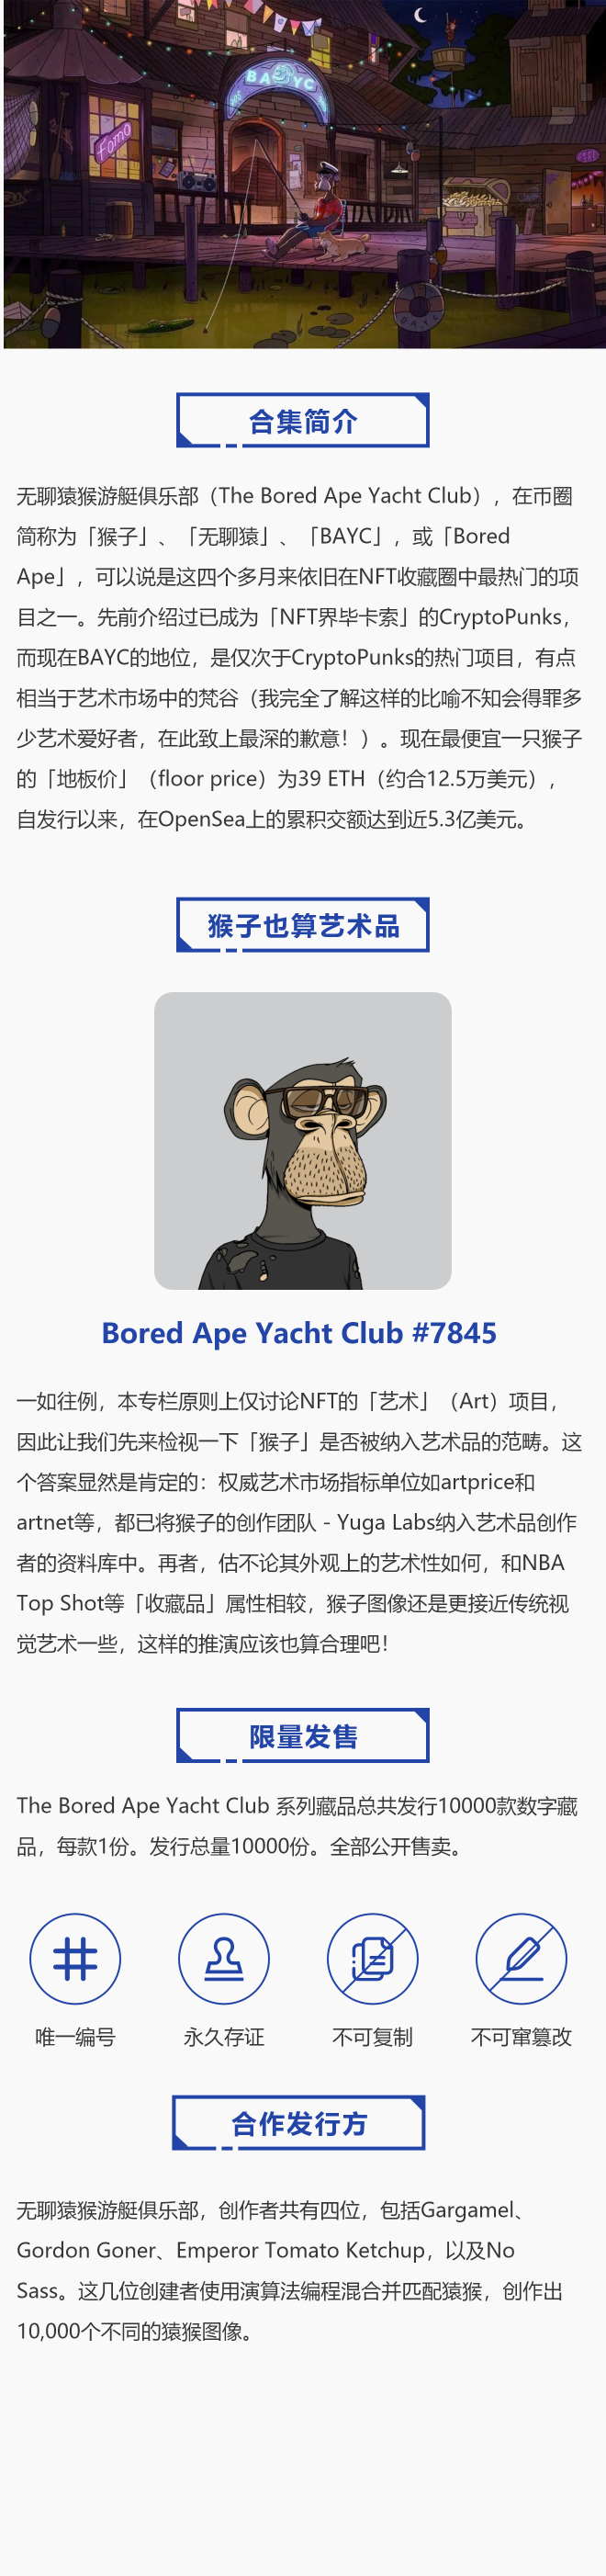 BAYC
Fomo
BAYC
合集简介
无聊猿猴游艇俱乐部（The Bored Ape Yacht Club），在币圈
简称为「猴子」、「无聊猿」、「BAYC」，或「Bored
Ape」，可以说是这四个多月来依旧在NFT收藏圈中最热门的项
目之一。先前介绍过已成为「NFT界毕卡索」的CryptoPunks，
而现在BAYC的地位，是仅次于CryptoPunks的热门项目，有点
相当于艺术市场中的梵谷（我完全了解这样的比喻不知会得罪多
少艺术爱好者，在此致上最深的歉意！）。现在最便宜一只猴子
的「地板价」（floor price）为39 ETH（约合12.5万美元），
自发行以来，在OpenSea上的累积交额达到近5.3亿美元。
猴子也算艺术品
Bored Ape Yacht Club #7845
一如往例，本专栏原则上仅讨论NFT的「艺术」（Art）项目，
因此让我们先来检视一下「猴子」是否被纳入艺术品的范畴。这
个答案显然是肯定的：权威艺术市场指标单位如artprice和
artnet等，都已将猴子的创作团队 - Yuga Labs纳入艺术品创作
者的资料库中。再者，估不论其外观上的艺术性如何，和NBA
Top Shot等「收藏品」属性相较，猴子图像还是更接近传统视
觉艺术一些，这样的推演应该也算合理吧！
限量发售
The Bored Ape Yacht Club 系列藏品总共发行10000款数字藏
品，每款1份。发行总量10000份。全部公开售卖。
唯一编号
永久存证
不可复制
不可窜篡改
合作发行方
无聊猿猴游艇俱乐部，创作者共有四位，包括Gargamel、
Gordon Goner、Emperor Tomato Ketchup，以及No
Sass。这几位创建者使用演算法编程混合并匹配猿猴，创作出
10,000个不同的猿猴图像。